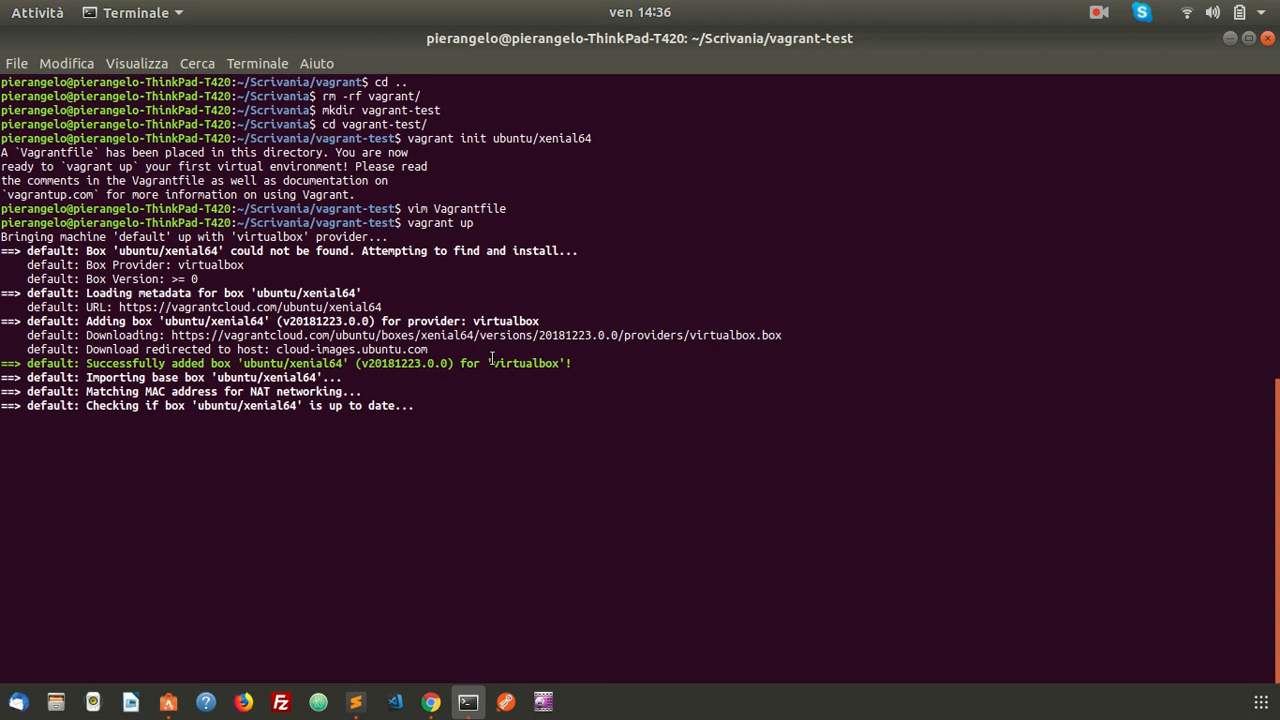 Attività Terminale ven 14:36
pierangelo@pierangelo-ThinkPad-T420: ~/Scrivania/vagrant-test
File Modifica Visualizza Cerca Terminale Aiuto
pierangelo@pierangelo-ThinkPad-T420:~/Scrivania/vagrant$ cd ..
pierangelo@pierangelo-ThinkPad-T420:~/Scrivania$ rm -rf vagrant/
pierangelo@pierangelo-ThinkPad-T420:~/Scrivania$ mkdir vagrant-test
pierangelo@pierangelo-ThinkPad-T420:~/Scrivania$ cd vagrant-test/
pierangelo@pierangelo-ThinkPad-T420:~/Scrivania/vagrant-test$ vagrant init ubuntu/xenial64
A `Vagrantfile` has been placed in this directory. You are now
ready to `vagrant up` your first virtual environment! Please read
the comments in the Vagrantfile as well as documentation on
`vagrantup.com` for more information on using Vagrant.
pierangelo@pierangelo-ThinkPad-T420:~/Scrivania/vagrant-test$ vim Vagrantfile
pierangelo@pierangelo-ThinkPad-T420:~/Scrivania/vagrant-test$ vagrant up
Bringing machine 'default' up with 'virtualbox' provider...
==> default: Box 'ubuntu/xenial64' could not be found. Attempting to find and install...
    default: Box Provider: virtualbox
    default: Box Version: >= 0
==> default: Loading metadata for box 'ubuntu/xenial64'
    default: URL: https://vagrantcloud.com/ubuntu/xenial64
==> default: Adding box 'ubuntu/xenial64' (v20181223.0.0) for provider: virtualbox
    default: Downloading: https://vagrantcloud.com/ubuntu/boxes/xenial64/versions/20181223.0.0/providers/virtualbox.box
    default: Download redirected to host: cloud-images.ubuntu.com
==> default: Successfully added box 'ubuntu/xenial64' (v20181223.0.0) for 'virtualbox'!
==> default: Importing base box 'ubuntu/xenial64'...
==> default: Matching MAC address for NAT networking...
==> default: Checking if box 'ubuntu/xenial64' is up to date...